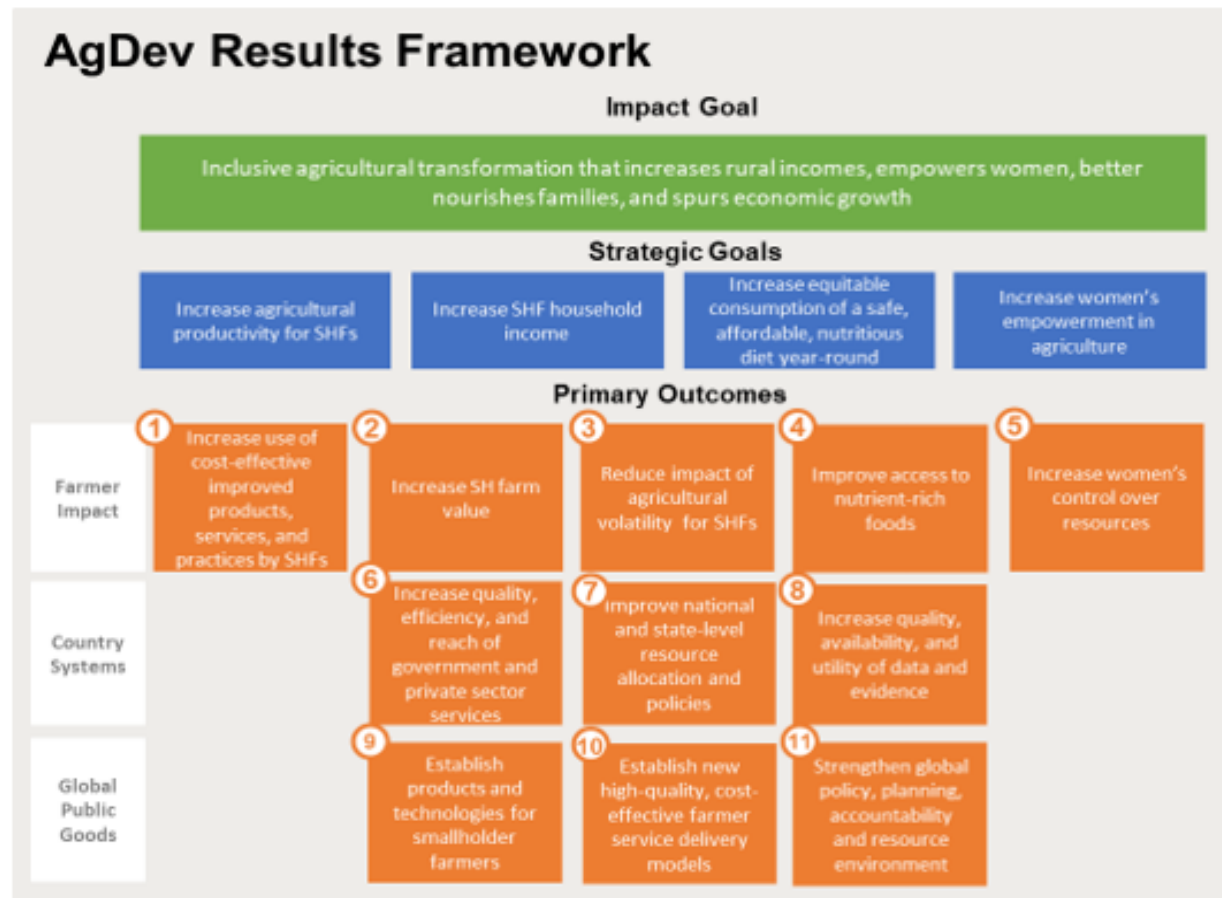 AgDev Results Framework
Impact Goal
Inclusive agricultural transformation that increases rural incomes, empowers women, better
nourishes families, and spurs economic growth
Strategic Goals
Increase agricultural
productivity for SHFs
Increase SHF household
income
Increase equitable
consumption of a safe,
affordable, nutritious
diet year-round
Increase women's
empowerment in
agriculture
Primary Outcomes
Farmer
Impact
1
Increase use of
cost-effective
improved
products,
services, and
practices by SHFs
2
Increase SH farm
value
3
Reduce impact of
agricultural
volatility for SHFs
4
Improve access to
nutrient-rich
foods
5
Increase women's
control over
resources
Country
Systems
6
Increase quality,
efficiency, and
reach of
government and
private sector
services
7
Improve national
and state-level
resource
allocation and
policies
8
Increase quality,
availability, and
utility of data and
evidence
Global
Public
Goods
9
Establish
products and
technologies for
smallholder
farmers
10
Establish new
high-quality, cost-
effective farmer
service delivery
models
11
Strengthen global
policy, planning,
accountability
and resource
environment